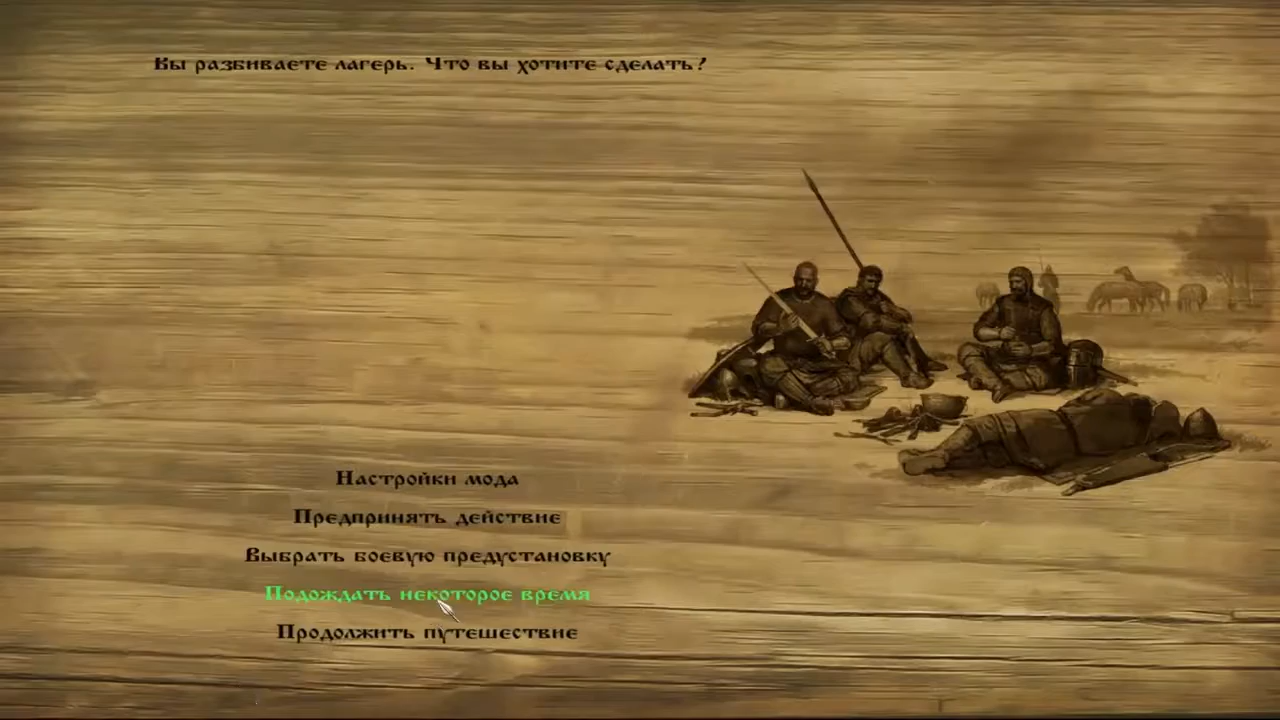 Вы разбиваете лагерь. Что вы хотите сделать?
Настройки мода
Предпринять действие
Выбрать боевую предустановку
Подождать некоторое время
Продолжить путешествие